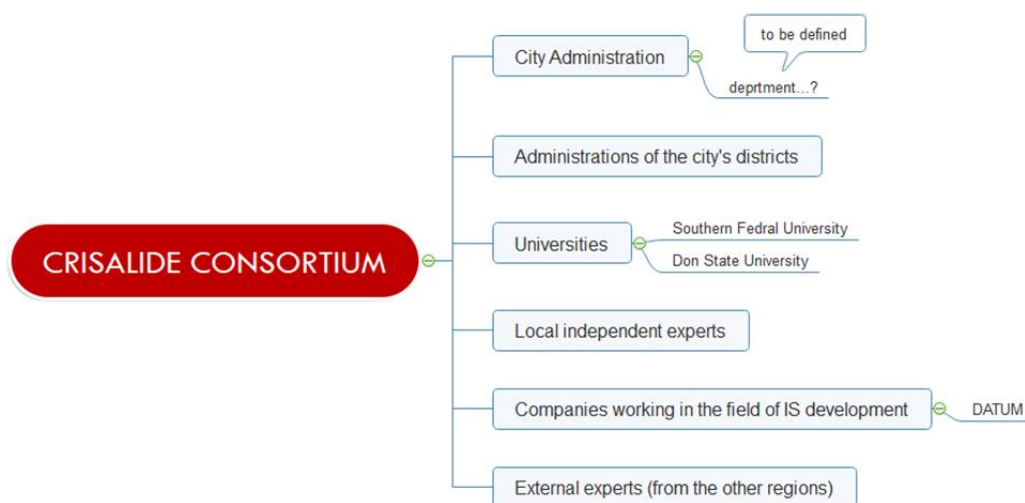 to be defined
City Administration
deprtment...?
Administrations of the city's districts
Southern Fedral University
Universities
Don State University
CRISALIDE CONSORTIUM
Local independent experts
Companies working in the field of IS development
DATUM
External experts (from the other regions)